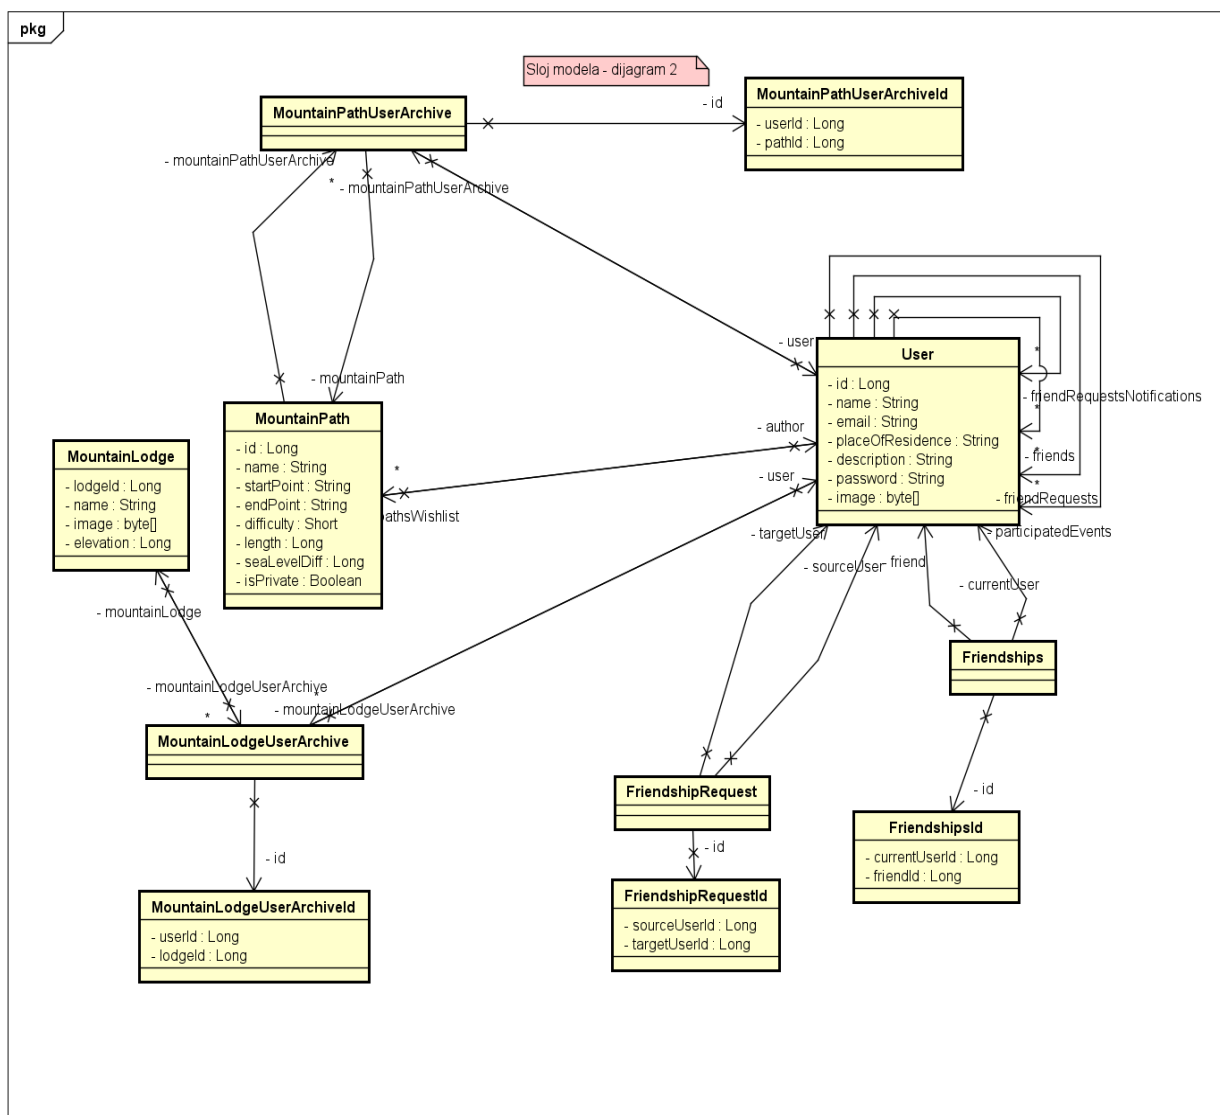 pkg
Sloj modela - dijagram 2
MountainPathUserArchive
- id
MountainPathUserArchiveId
- userId : Long
- pathId : Long
- mountainPathUserArchive
*
- mountainPathUserArchive
- user
- mountainPath
MountainPath
- id : Long
- name : String
- startPoint : String
- endPoint : String
- difficulty : Short
- length : Long
- seaLevelDiff : Long
- isPrivate : Boolean
User
- id : Long
- name : String
- email : String
- placeOfResidence : String
- description : String
- password : String
- image : byte[]
*
- friendRequestsNotifications
*
*
- friends
*
- friendRequests
- participatedEvents
- author
*
pathsWishlist
- user
MountainLodge
- lodgeId : Long
- name : String
- image : byte[]
- elevation : Long
- mountainLodge
- mountainLodgeUserArchive
*
*
- mountainLodgeUserArchive
MountainLodgeUserArchive
- id
MountainLodgeUserArchiveId
- userId : Long
- lodgeId : Long
- targetUser
- sourceUser
- friend
- currentUser
Friendships
- id
FriendshipsId
- currentUserId : Long
- friendId : Long
FriendshipRequest
- id
FriendshipRequestId
- sourceUserId : Long
- targetUserId : Long